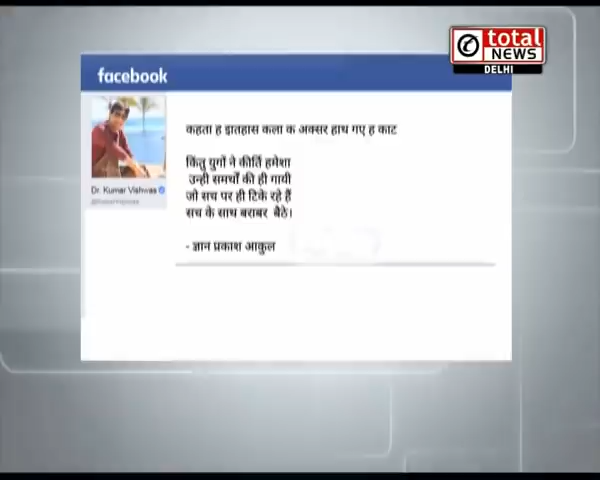 total
NEWS
DELHI
facebook
कहता ह इतिहास कला क अक्सर हाथ गए ह काट
किंतु युगों ने कीर्ति हमेशा
उन्ही समर्थों की ही गायी
जो सच पर ही टिके रहे हैं
सच के साथ बराबर बैठे।
- ज्ञान प्रकाश आकुल
Dr. Kumar Vishwas